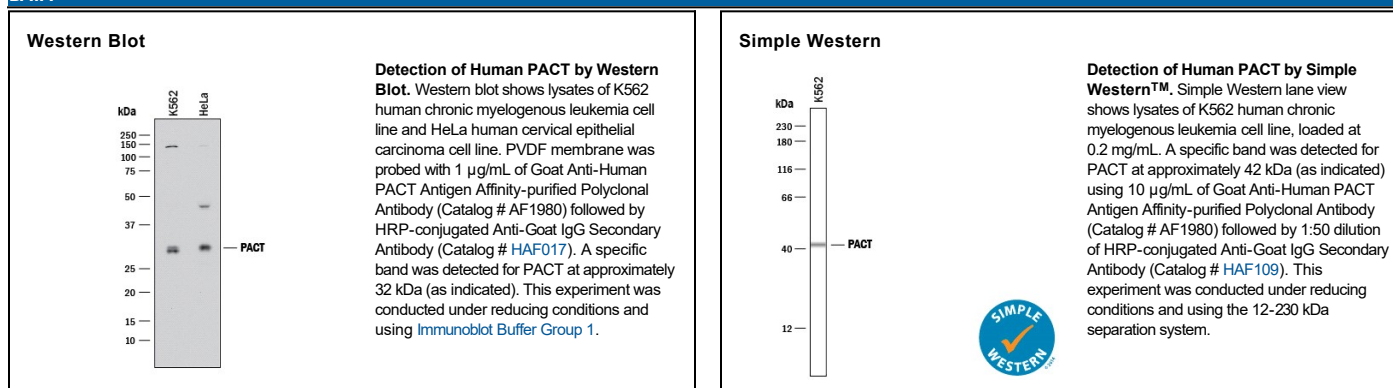 Western Blot
kDa
K562
HeLa
250
150
100
75
50
37
25
20
15
10
PACT
Detection of Human PACT by Western
Blot. Western blot shows lysates of K562
human chronic myelogenous leukemia cell
line and HeLa human cervical epithelial
carcinoma cell line. PVDF membrane was
probed with 1 µg/mL of Goat Anti-Human
PACT Antigen Affinity-purified Polyclonal
Antibody (Catalog # AF1980) followed by
HRP-conjugated Anti-Goat IgG Secondary
Antibody (Catalog # HAF017). A specific
band was detected for PACT at approximately
32 kDa (as indicated). This experiment was
conducted under reducing conditions and
using Immunoblot Buffer Group 1.
Simple Western
kDa
K562
230
180
116
66
40
12
PACT
Detection of Human PACT by Simple
Western™. Simple Western lane view
shows lysates of K562 human chronic
myelogenous leukemia cell line, loaded at
0.2 mg/mL. A specific band was detected for
PACT at approximately 42 kDa (as indicated)
using 10 µg/mL of Goat Anti-Human PACT
Antigen Affinity-purified Polyclonal Antibody
(Catalog # AF1980) followed by 1:50 dilution
of HRP-conjugated Anti-Goat IgG Secondary
Antibody (Catalog # HAF109). This
experiment was conducted under reducing
conditions and using the 12-230 kDa
separation system.
SIMPLE
WESTERN